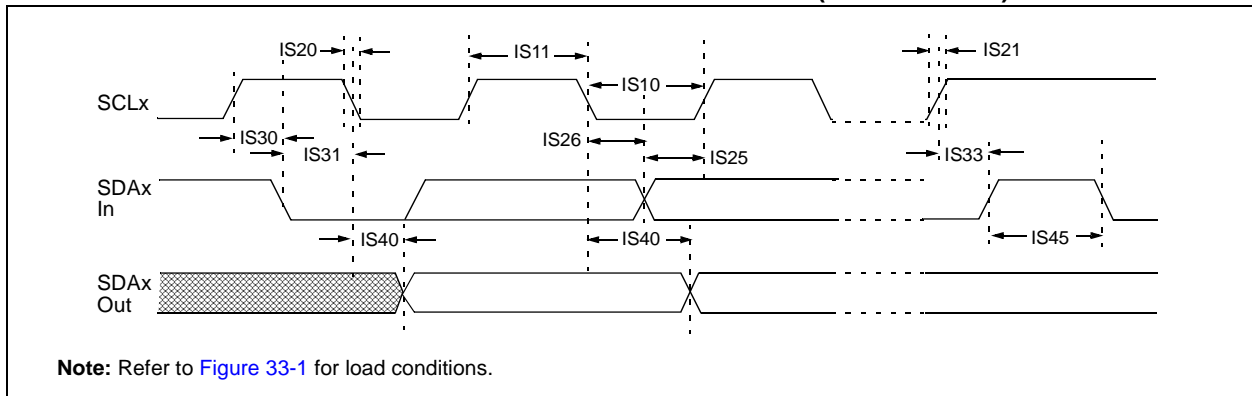 IS20
IS11
IS21
IS10
SCLx
IS30
IS31
IS26
IS25
IS33
SDAx
In
IS40
IS40
IS45
SDAx
Out
Note: Refer to Figure 33-1 for load conditions.